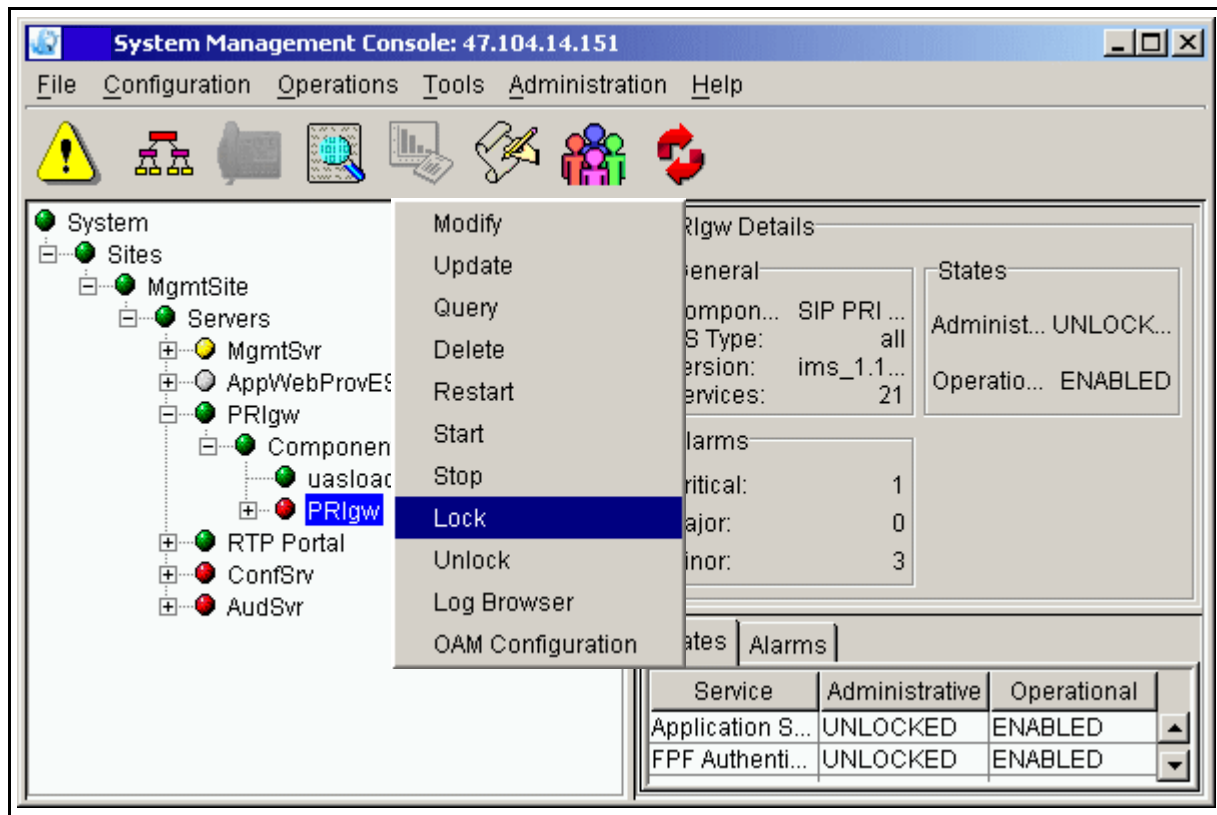 System Management Console: 47.104.14.151
File Configuration Operations Tools Administration Help
System
Sites
MgmtSite
Servers
MgmtSvr
AppWebProvES
PRIgw
Componen
uasload
PRIgw
RTP Portal
ConfSrv
AudSvr
Modify
Update
Query
Delete
Restart
Start
Stop
Lock
Unlock
Log Browser
OAM Configuration
RIgw Details
eneral
ompon... SIP PRI ...
S Type: all
ersion: ims_1.1...
ervices: 21
States
Administ... UNLOCK...
Operatio... ENABLED
larms
ritical: 1
ajor: 0
inor: 3
ates Alarms
Service Administrative Operational
Application S... UNLOCKED ENABLED
FPF Authenti... UNLOCKED ENABLED